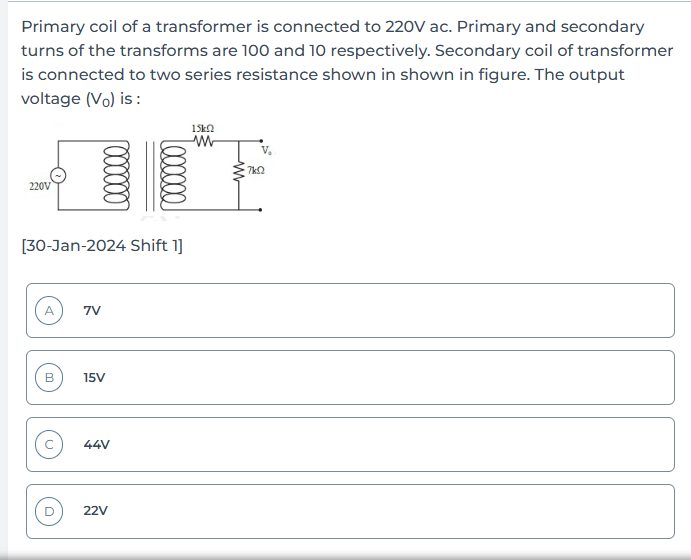 Primary coil of a transformer is connected to 220V ac. Primary and secondary
turns of the transforms are 100 and 10 respectively. Secondary coil of transformer
is connected to two series resistance shown in shown in figure. The output
voltage (V₀) is :
15kΩ
V₀
7kΩ
220V
[30-Jan-2024 Shift 1]
A 7V
B 15V
C 44V
D 22V